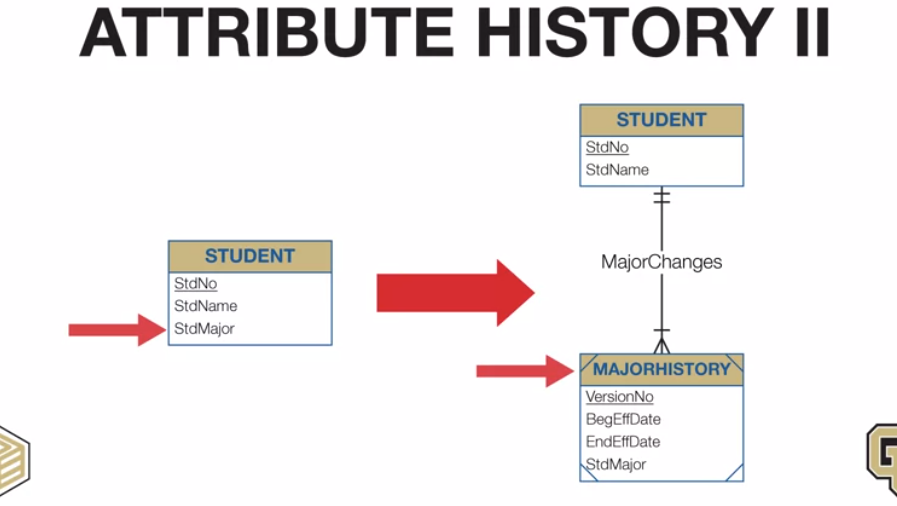 ATTRIBUTE HISTORY II
STUDENT
StdNo
StdName
StdMajor
STUDENT
StdNo
StdName
MajorChanges
MAJORHISTORY
VersionNo
BegEffDate
EndEffDate
StdMajor